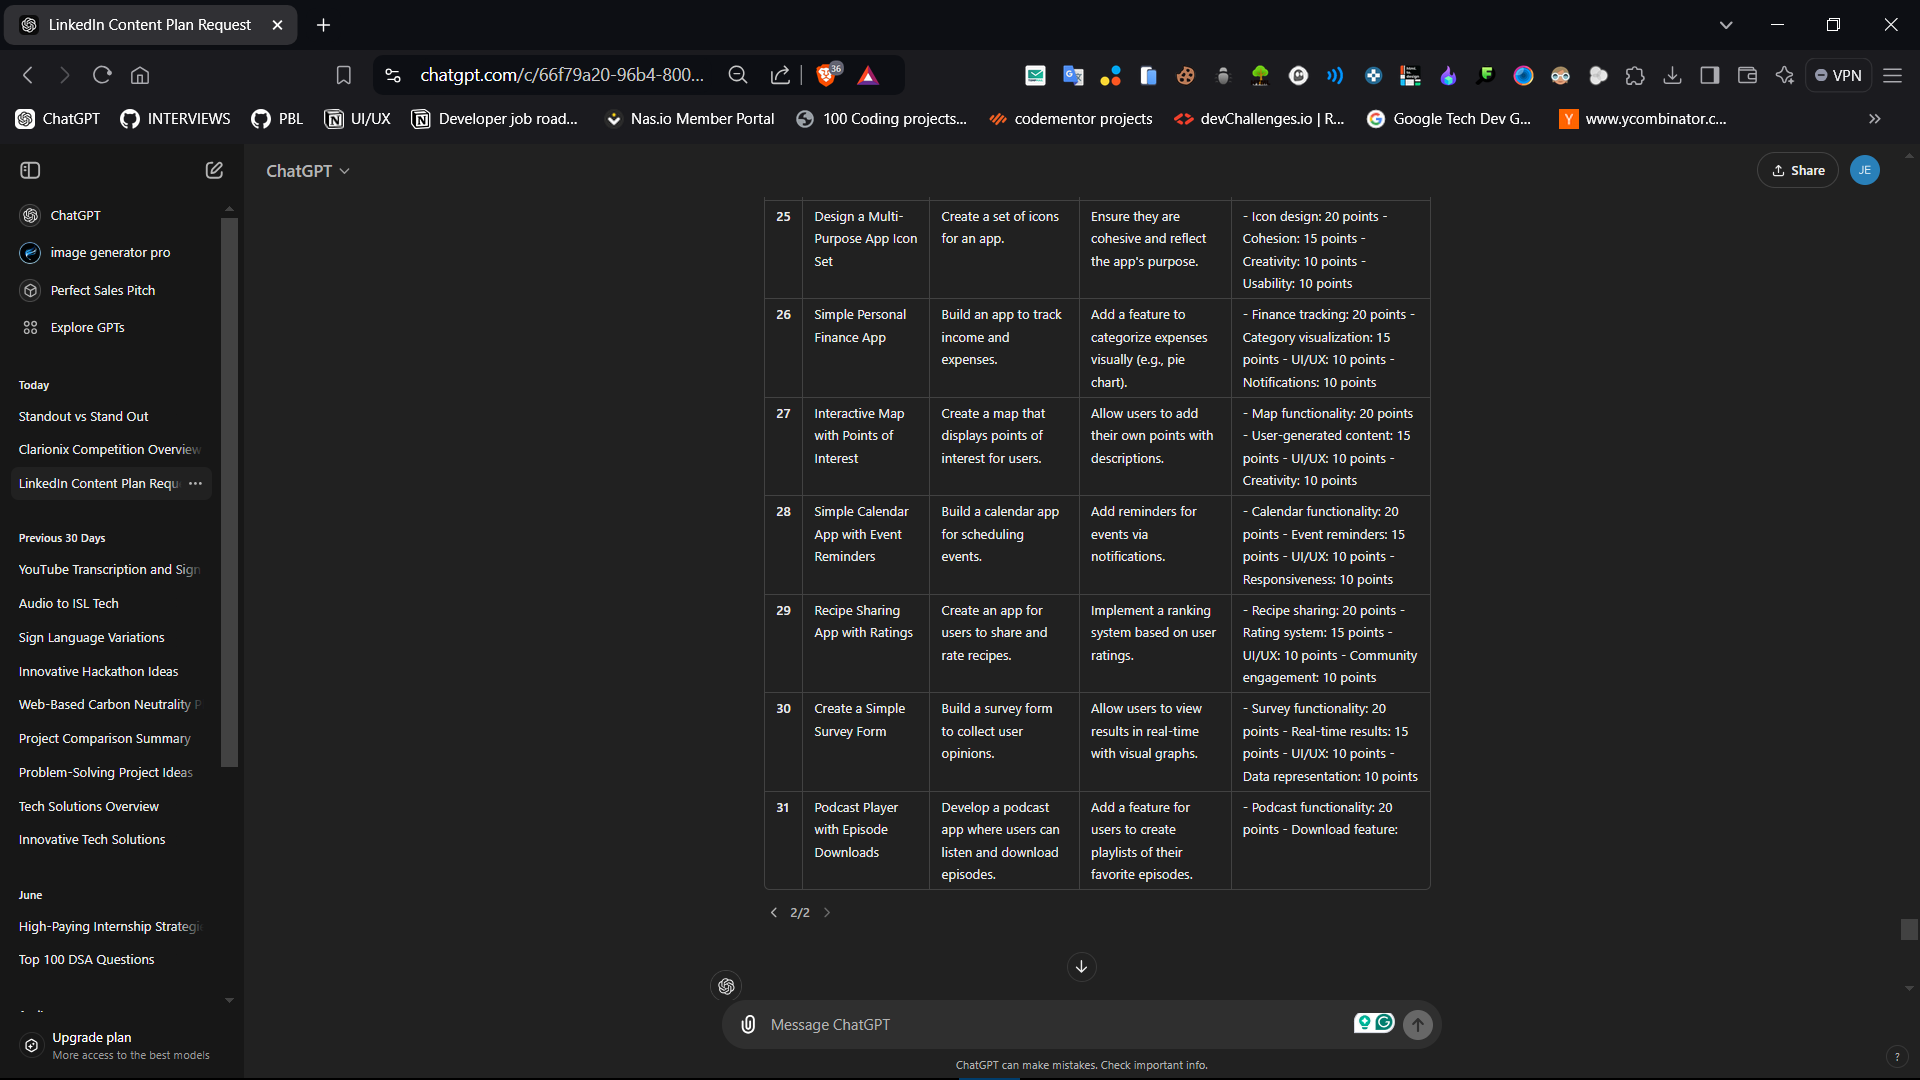 LinkedIn Content Plan Request
chatgpt.com/c/66f79a20-96b4-800...
36
VPN
ChatGPT
INTERVIEWS
PBL
UI/UX
Developer job road...
Nas.io Member Portal
100 Coding projects...
codementor projects
devChallenges.io | R...
Google Tech Dev G...
www.ycombinator.c...
ChatGPT
image generator pro
Perfect Sales Pitch
Explore GPTs
Today
Standout vs Stand Out
Clarionix Competition Overview
LinkedIn Content Plan Requ
Previous 30 Days
YouTube Transcription and Sign
Audio to ISL Tech
Sign Language Variations
Innovative Hackathon Ideas
Web-Based Carbon Neutrality P
Project Comparison Summary
Problem-Solving Project Ideas
Tech Solutions Overview
Innovative Tech Solutions
June
High-Paying Internship Strategi
Top 100 DSA Questions
Upgrade plan
More access to the best models
ChatGPT
Share
JE
25
Design a Multi-
Purpose App Icon
Set
Create a set of icons
for an app.
Ensure they are
cohesive and reflect
the app's purpose.
- Icon design: 20 points -
Cohesion: 15 points -
Creativity: 10 points -
Usability: 10 points
26
Simple Personal
Finance App
Build an app to track
income and
expenses.
Add a feature to
categorize expenses
visually (e.g., pie
chart).
- Finance tracking: 20 points -
Category visualization: 15
points - UI/UX: 10 points -
Notifications: 10 points
27
Interactive Map
with Points of
Interest
Create a map that
displays points of
interest for users.
Allow users to add
their own points with
descriptions.
- Map functionality: 20 points
- User-generated content: 15
points - UI/UX: 10 points -
Creativity: 10 points
28
Simple Calendar
App with Event
Reminders
Build a calendar app
for scheduling
events.
Add reminders for
events via
notifications.
- Calendar functionality: 20
points - Event reminders: 15
points - UI/UX: 10 points -
Responsiveness: 10 points
29
Recipe Sharing
App with Ratings
Create an app for
users to share and
rate recipes.
Implement a ranking
system based on user
ratings.
- Recipe sharing: 20 points -
Rating system: 15 points -
UI/UX: 10 points - Community
engagement: 10 points
30
Create a Simple
Survey Form
Build a survey form
to collect user
opinions.
Allow users to view
results in real-time
with visual graphs.
- Survey functionality: 20
points - Real-time results: 15
points - UI/UX: 10 points -
Data representation: 10 points
31
Podcast Player
with Episode
Downloads
Develop a podcast
app where users can
listen and download
episodes.
Add a feature for
users to create
playlists of their
favorite episodes.
- Podcast functionality: 20
points - Download feature:
2/2
Message ChatGPT
ChatGPT can make mistakes. Check important info.
?